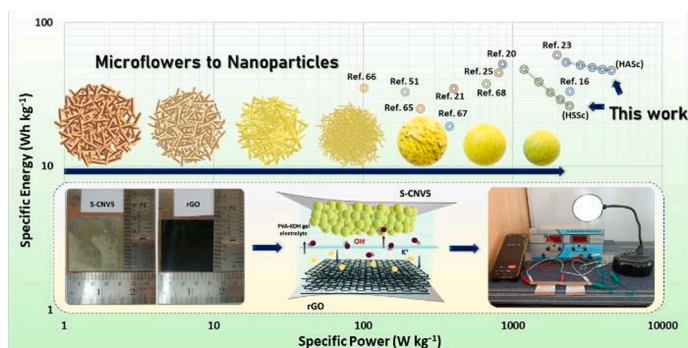 100
Microflowers to Nanoparticles
Ref. 66
Ref. 51
Ref. 20
Ref. 23
(HASc)
Ref. 25
Ref. 16
Ref. 65
Ref. 21
Ref. 68
Ref. 67
(HSSc)
This work
10
Specific Energy (Wh kg⁻¹)
S-CNV5
rGO
S-CNV5
PVA-KOH gel
electrolyte
OH⁻
K⁺
rGO
1
1
10
100
1000
10000
Specific Power (W kg⁻¹)